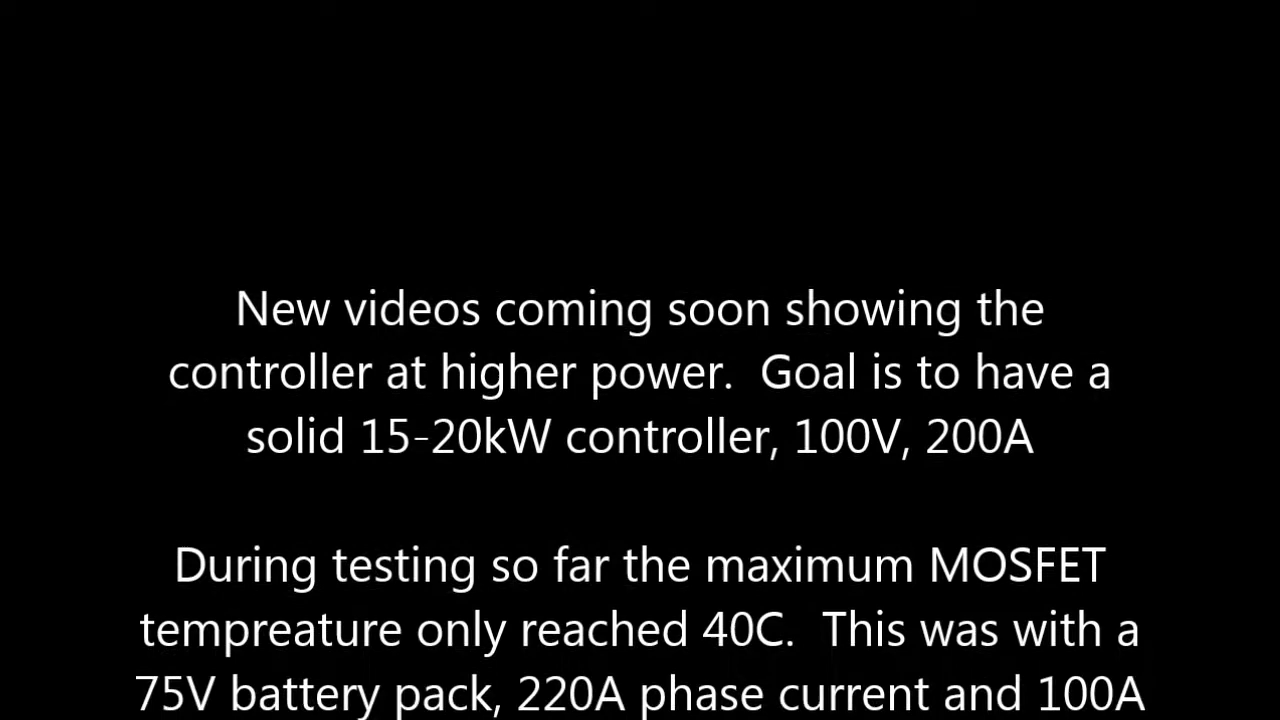 New videos coming soon showing the
controller at higher power.  Goal is to have a
solid 15-20kW controller, 100V, 200A
During testing so far the maximum MOSFET
tempreature only reached 40C.  This was with a
75V battery pack, 220A phase current and 100A